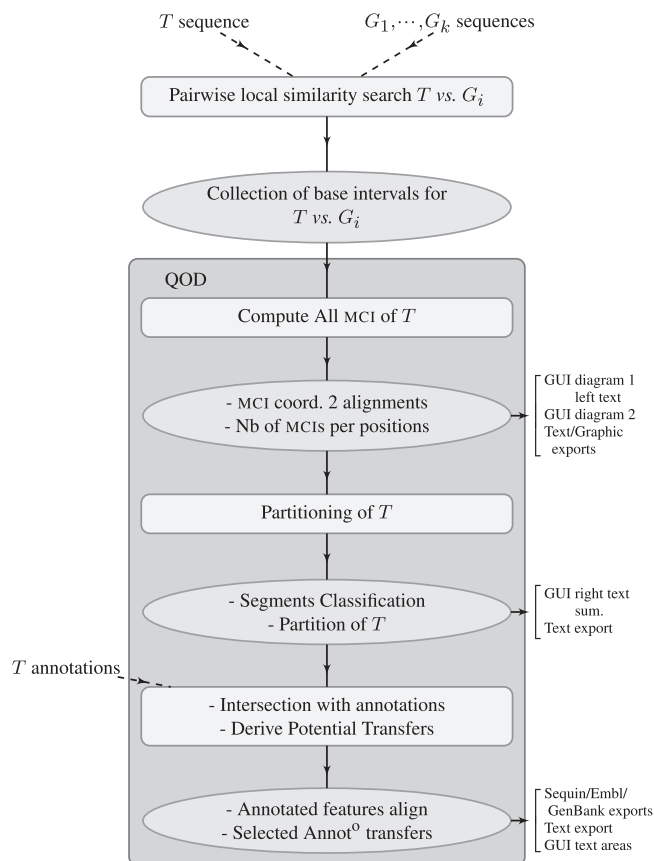 T sequence
G1,⋯,Gk sequences
Pairwise local similarity search T vs. Gi
Collection of base intervals for
T vs. Gi
QOD
Compute All MCI of T
- MCI coord. 2 alignments
- Nb of MCIs per positions
GUI diagram 1
left text
GUI diagram 2
Text/Graphic
exports
Partitioning of T
- Segments Classification
- Partition of T
GUI right text
sum.
Text export
T annotations
- Intersection with annotations
- Derive Potential Transfers
- Annotated features align
- Selected Annotº transfers
Sequin/Embl/
GenBank exports
Text export
GUI text areas